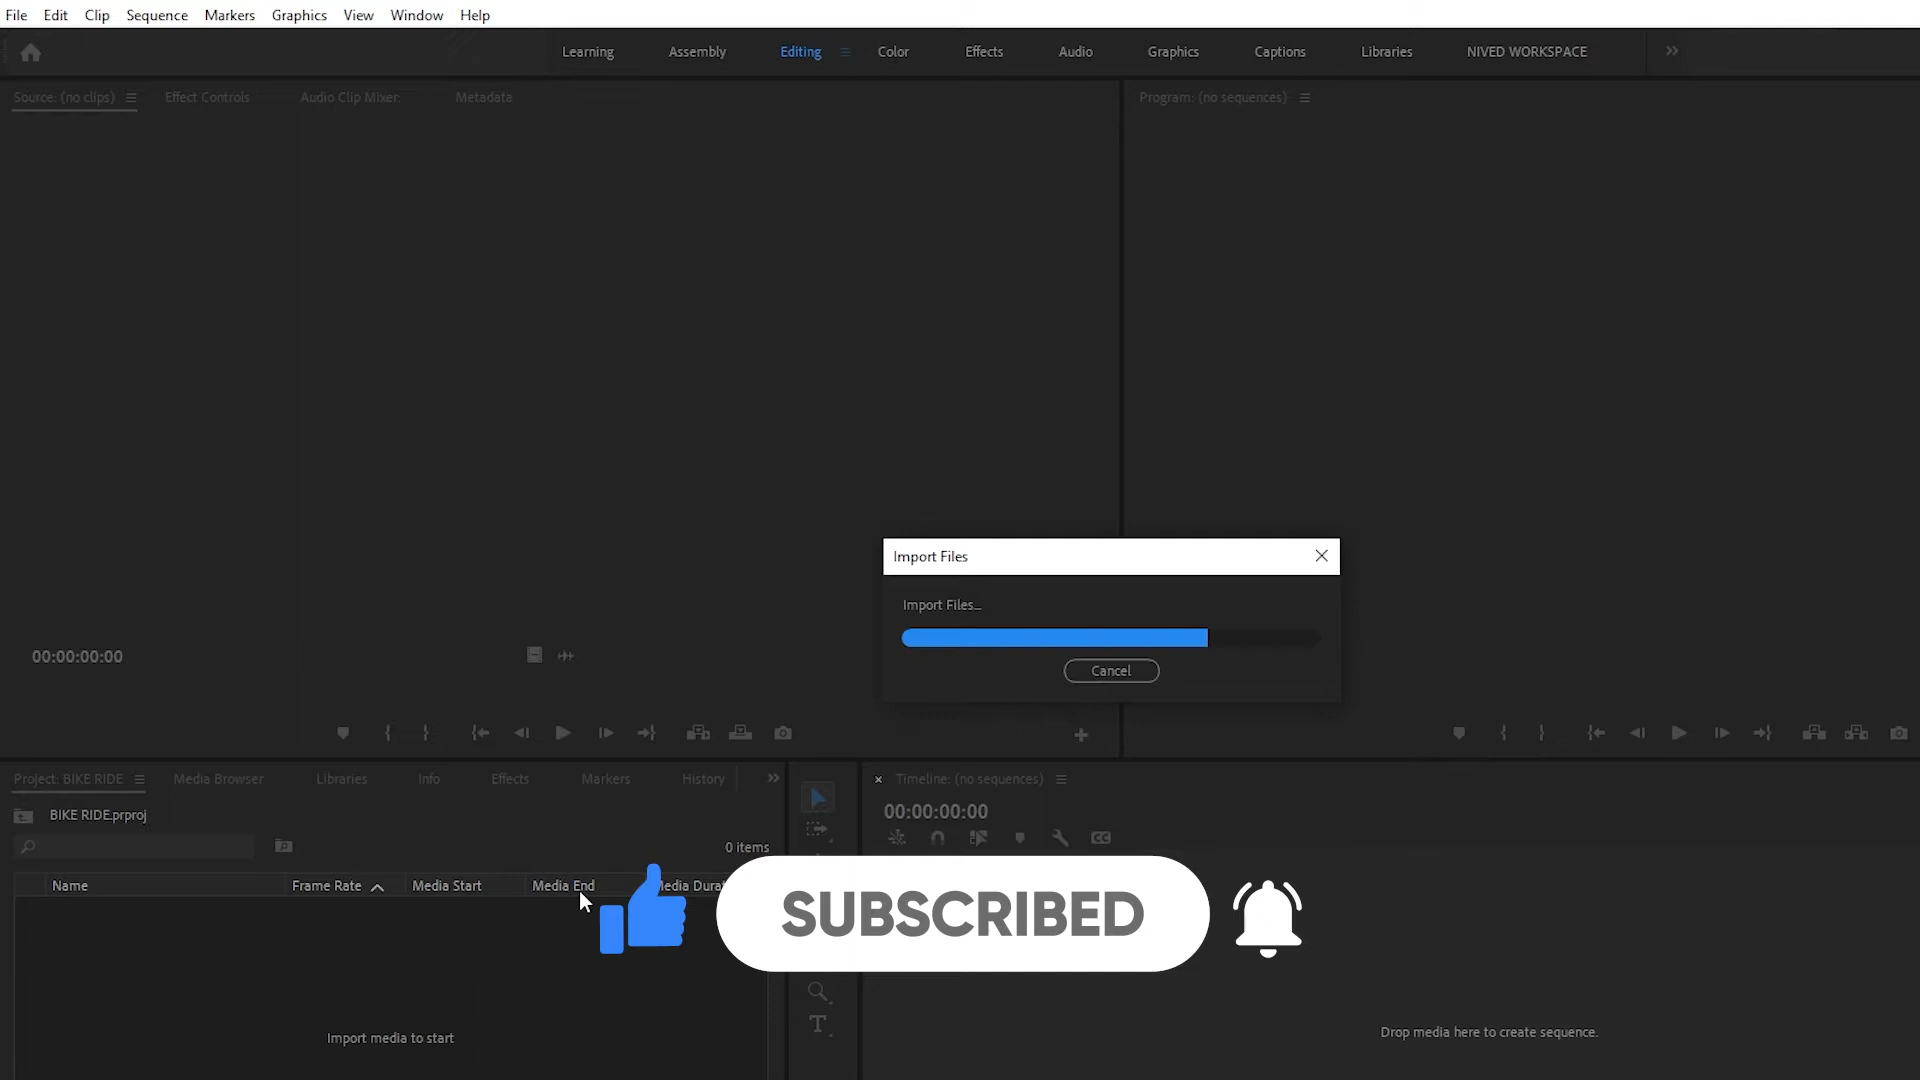 File Edit Clip Sequence Markers Graphics View Window Help
Learning Assembly Editing Color Effects Audio Graphics Captions Libraries NIVED WORKSPACE
Source: (no clips) Effect Controls Audio Clip Mixer: Metadata
Program: (no sequences)
Import Files
Import Files...
Cancel
00:00:00:00
Project: BIKE RIDE Media Browser Libraries Info Effects Markers History
Timeline: (no sequences)
BIKE RIDE.prproj
00:00:00:00
0 items
CC
Name Frame Rate Media Start Media End Media Durat
SUBSCRIBED
T
Import media to start
Drop media here to create sequence.